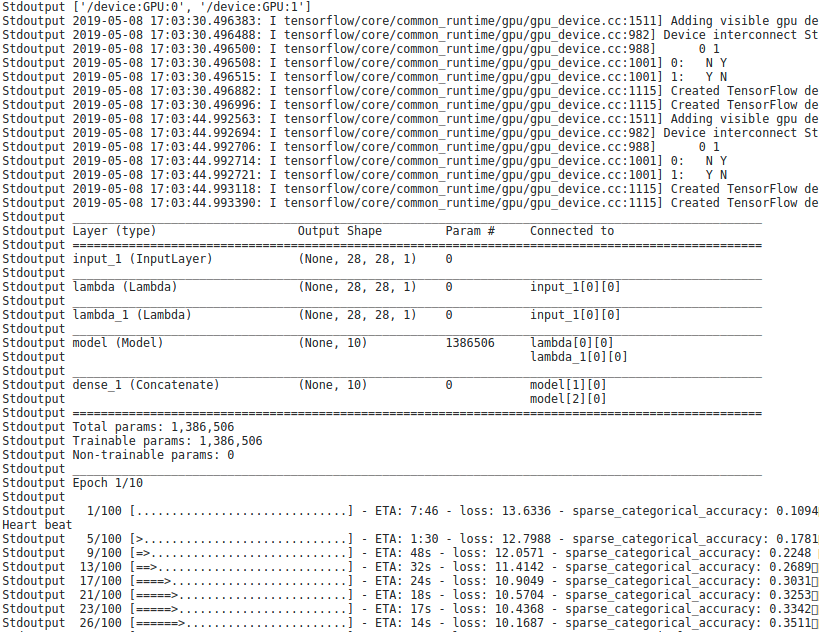 Stdoutput ['/device:GPU:0', '/device:GPU:1']
Stdoutput 2019-05-08 17:03:30.496383: I tensorflow/core/common_runtime/gpu/gpu_device.cc:1511] Adding visible gpu de
Stdoutput 2019-05-08 17:03:30.496488: I tensorflow/core/common_runtime/gpu/gpu_device.cc:982] Device interconnect St
Stdoutput 2019-05-08 17:03:30.496500: I tensorflow/core/common_runtime/gpu/gpu_device.cc:988]      0 1
Stdoutput 2019-05-08 17:03:30.496508: I tensorflow/core/common_runtime/gpu/gpu_device.cc:1001] 0:   N Y
Stdoutput 2019-05-08 17:03:30.496515: I tensorflow/core/common_runtime/gpu/gpu_device.cc:1001] 1:   Y N
Stdoutput 2019-05-08 17:03:30.496882: I tensorflow/core/common_runtime/gpu/gpu_device.cc:1115] Created TensorFlow de
Stdoutput 2019-05-08 17:03:30.496996: I tensorflow/core/common_runtime/gpu/gpu_device.cc:1115] Created TensorFlow de
Stdoutput 2019-05-08 17:03:44.992563: I tensorflow/core/common_runtime/gpu/gpu_device.cc:1511] Adding visible gpu de
Stdoutput 2019-05-08 17:03:44.992694: I tensorflow/core/common_runtime/gpu/gpu_device.cc:982] Device interconnect St
Stdoutput 2019-05-08 17:03:44.992706: I tensorflow/core/common_runtime/gpu/gpu_device.cc:988]      0 1
Stdoutput 2019-05-08 17:03:44.992714: I tensorflow/core/common_runtime/gpu/gpu_device.cc:1001] 0:   N Y
Stdoutput 2019-05-08 17:03:44.992721: I tensorflow/core/common_runtime/gpu/gpu_device.cc:1001] 1:   Y N
Stdoutput 2019-05-08 17:03:44.993118: I tensorflow/core/common_runtime/gpu/gpu_device.cc:1115] Created TensorFlow de
Stdoutput 2019-05-08 17:03:44.993390: I tensorflow/core/common_runtime/gpu/gpu_device.cc:1115] Created TensorFlow de
Stdoutput __________________________________________________________________________________________________
Stdoutput Layer (type)                    Output Shape         Param #     Connected to
Stdoutput ==================================================================================================
Stdoutput input_1 (InputLayer)            (None, 28, 28, 1)    0
Stdoutput __________________________________________________________________________________________________
Stdoutput lambda (Lambda)                 (None, 28, 28, 1)    0           input_1[0][0]
Stdoutput __________________________________________________________________________________________________
Stdoutput lambda_1 (Lambda)               (None, 28, 28, 1)    0           input_1[0][0]
Stdoutput __________________________________________________________________________________________________
Stdoutput model (Model)                   (None, 10)           1386506     lambda[0][0]
Stdoutput                                                                  lambda_1[0][0]
Stdoutput __________________________________________________________________________________________________
Stdoutput dense_1 (Concatenate)           (None, 10)           0           model[1][0]
Stdoutput                                                                  model[2][0]
Stdoutput ==================================================================================================
Stdoutput Total params: 1,386,506
Stdoutput Trainable params: 1,386,506
Stdoutput Non-trainable params: 0
Stdoutput __________________________________________________________________________________________________
Stdoutput Epoch 1/10
Stdoutput
Stdoutput   1/100 [..............................] - ETA: 7:46 - loss: 13.6336 - sparse_categorical_accuracy: 0.1094
Heart beat
Stdoutput   5/100 [>.............................] - ETA: 1:30 - loss: 12.7988 - sparse_categorical_accuracy: 0.1781
Stdoutput   9/100 [=>............................] - ETA: 48s - loss: 12.0571 - sparse_categorical_accuracy: 0.2248
Stdoutput  13/100 [==>...........................] - ETA: 32s - loss: 11.4142 - sparse_categorical_accuracy: 0.2689
Stdoutput  17/100 [====>.........................] - ETA: 24s - loss: 10.9049 - sparse_categorical_accuracy: 0.3031
Stdoutput  21/100 [=====>........................] - ETA: 18s - loss: 10.5704 - sparse_categorical_accuracy: 0.3253
Stdoutput  23/100 [=====>........................] - ETA: 17s - loss: 10.4368 - sparse_categorical_accuracy: 0.3342
Stdoutput  26/100 [======>.......................] - ETA: 14s - loss: 10.1687 - sparse_categorical_accuracy: 0.3511